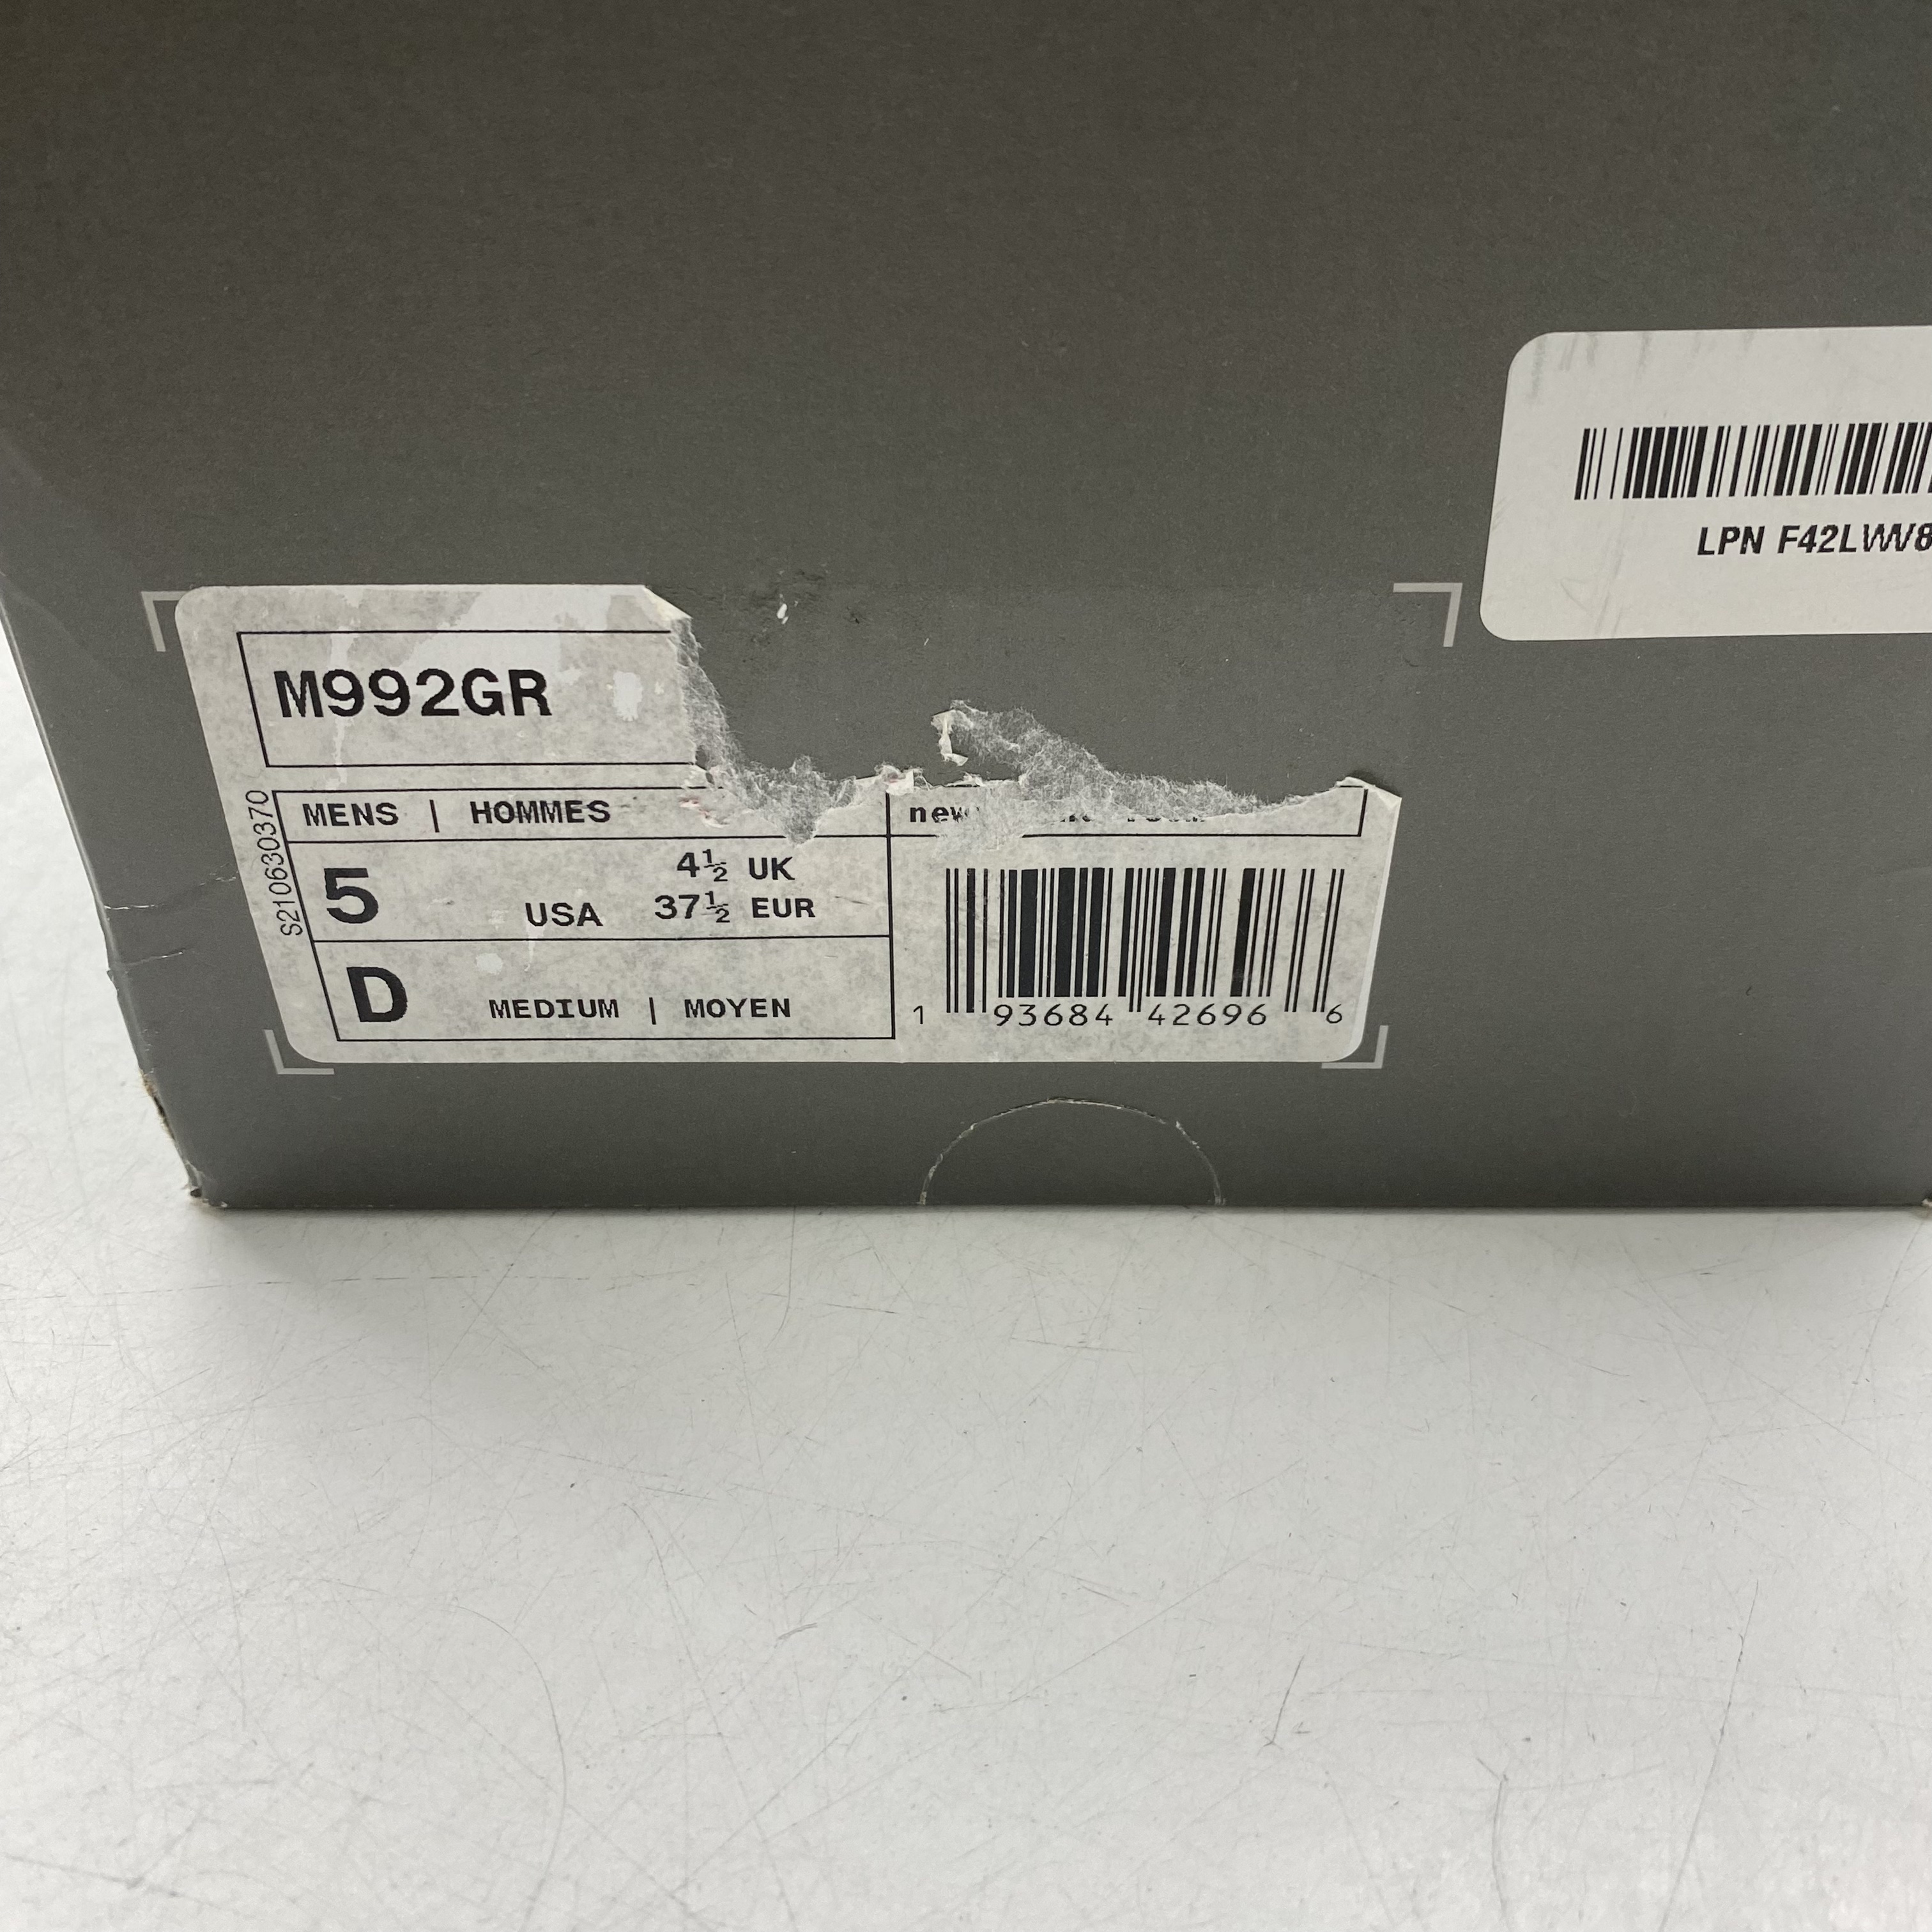 LPN F42LVW8
M992GR
MENS | HOMMES
new
S210630370
5 USA
4½ UK
37½ EUR
D MEDIUM | MOYEN
1 93684 42696 6